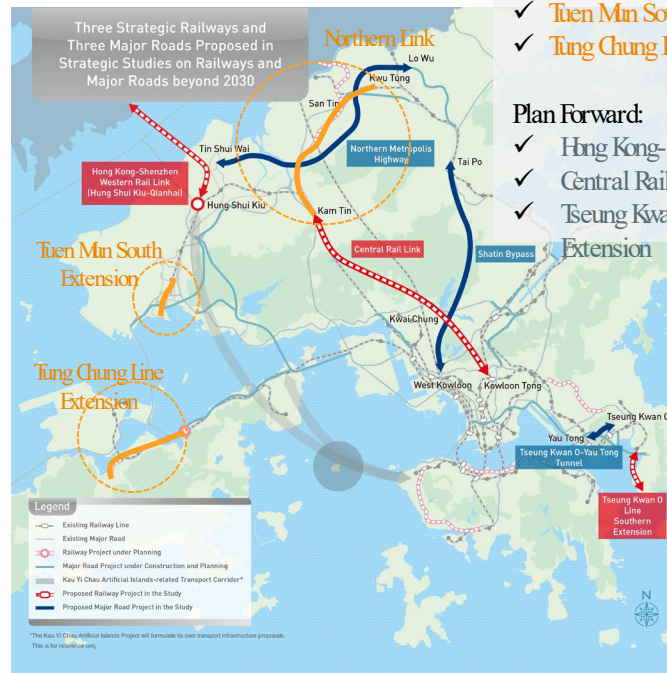 Three Strategic Railways and
Three Major Roads Proposed in
Strategic Studies on Railways and
Major Roads beyond 2030
✓ Tuen Mun Sou
✓ Tung Chung
Plan Forward:
✓ Hong Kong-
✓ Central Rail
✓ Tseung Kwa
Extension
Northern Link
Lo Wu
Kwu Tung
San Tin
Tin Shui Wai
Northern Metropolis
Highway
Tai Po
Hong Kong-Shenzhen
Western Rail Link
(Hung Shui Kiu-Qianhai)
Hung Shui Kiu
Kam Tin
Tuen Mun South
Extension
Central Rail Link
Shatin Bypass
Kwai Chung
Tung Chung Line
Extension
West Kowloon
Kowloon Tong
Tseung Kwan O
Yau Tong
Tseung Kwan O-Yau Tong
Tunnel
Tseung Kwan O
Line
Southern
Extension
Legend
Existing Railway Line
Existing Major Road
Railway Project under Planning
Major Road Project under Construction and Planning
Kau Yi Chau Artificial Islands-related Transport Corridor*
Proposed Railway Project in the Study
Proposed Major Road Project in the Study
N
*The Kau Yi Chau Artificial Islands Project will formulate its own transport infrastructure proposals.
This is for reference only.